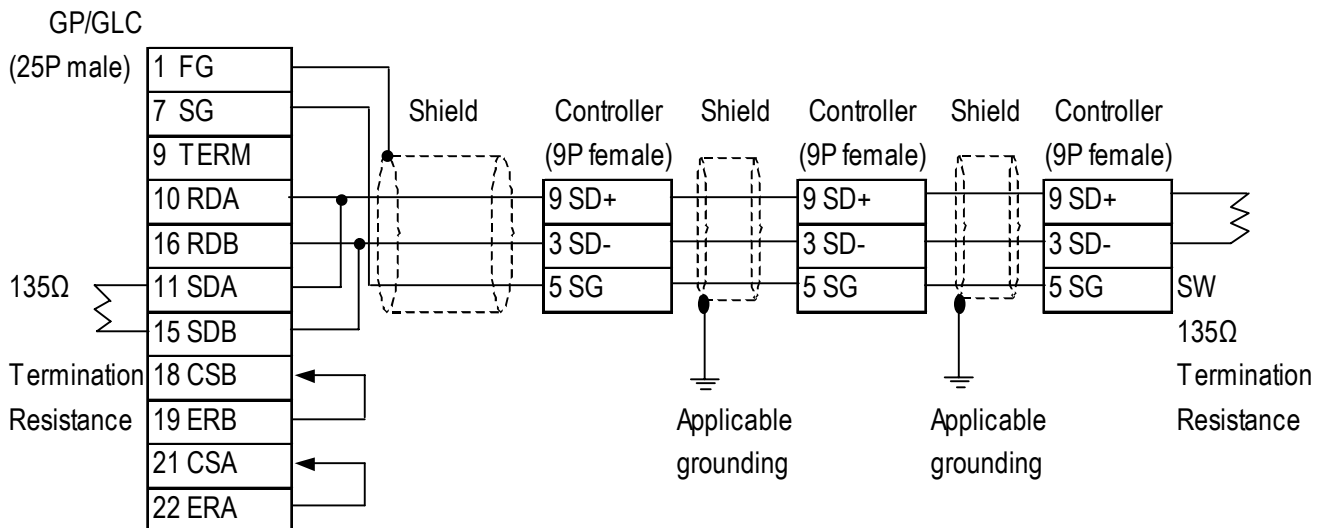 GP/GLC
(25P male)
1 FG
7 SG
9 TERM
10 RDA
16 RDB
11 SDA
15 SDB
18 CSB
19 ERB
21 CSA
22 ERA
135Ω
Termination
Resistance
Shield
Controller
(9P female)
9 SD+
3 SD-
5 SG
Shield
Applicable
grounding
Controller
(9P female)
9 SD+
3 SD-
5 SG
Shield
Applicable
grounding
Controller
(9P female)
9 SD+
3 SD-
5 SG
SW
135Ω
Termination
Resistance